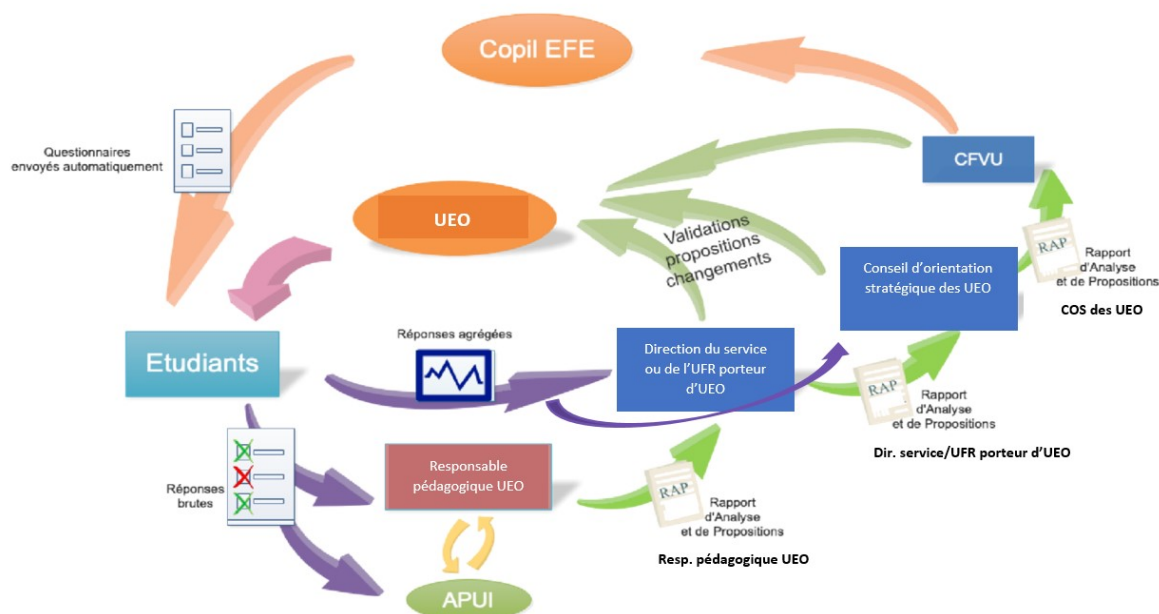 Copil EFE
Questionnaires
envoyés automatiquement
CFVU
UEO
Validations
propositions
changements
Conseil d'orientation
stratégique des UEO
RAP
Rapport
d'Analyse
et de Propositions
COS des UEO
Etudiants
Réponses agrégées
Direction du service
ou de l'UFR porteur
d'UEO
RAP
Rapport
d'Analyse
et de Propositions
Dir. service/UFR porteur d'UEO
Réponses
brutes
Responsable
pédagogique UEO
RAP
Rapport
d'Analyse
et de Propositions
Resp. pédagogique UEO
APUI